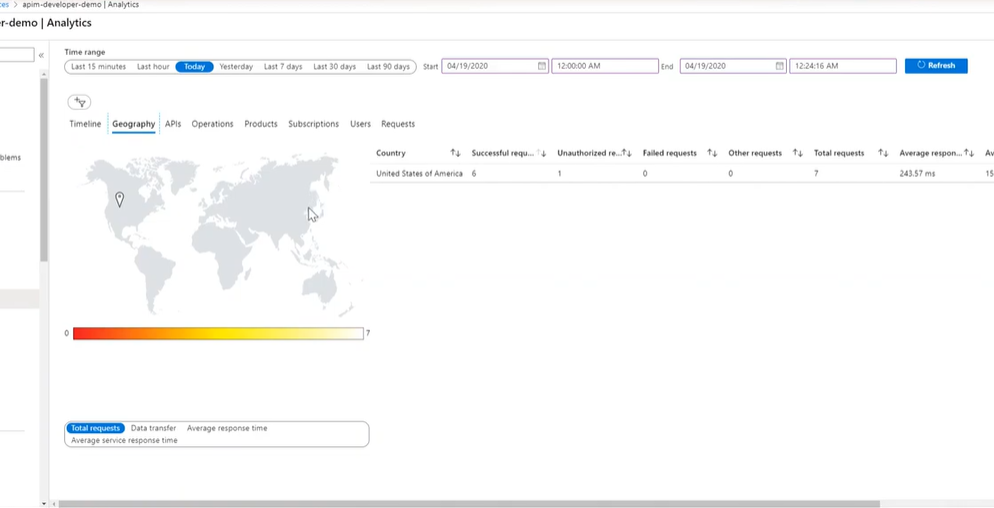 ces > apim-developer-demo | Analytics
r-demo | Analytics
Time range
Last 15 minutes Last hour Today Yesterday Last 7 days Last 30 days Last 90 days Start 04/19/2020 12:00:00 AM End 04/19/2020 12:24:16 AM Refresh
Timeline Geography APIs Operations Products Subscriptions Users Requests
blems
Country Successful requ... Unauthorized re... Failed requests Other requests Total requests Average respon... Av
United States of America 6 1 0 0 7 243.57 ms 15
0 7
Total requests Data transfer Average response time
Average service response time